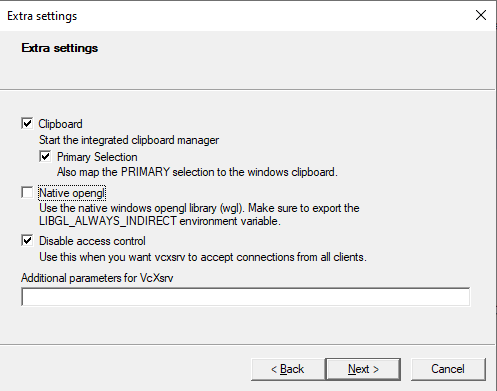 Extra settings
Extra settings
Clipboard
Start the integrated clipboard manager
Primary Selection
Also map the PRIMARY selection to the windows clipboard.
Native opengl
Use the native windows opengl library (wgl). Make sure to export the
LIBGL_ALWAYS_INDIRECT environment variable.
Disable access control
Use this when you want vcxsrv to accept connections from all clients.
Additional parameters for VcXsrv
< Back Next > Cancel